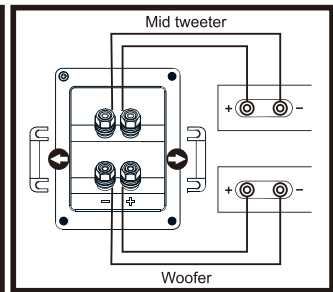 Mid tweeter
+ −
− +
+ −
Woofer